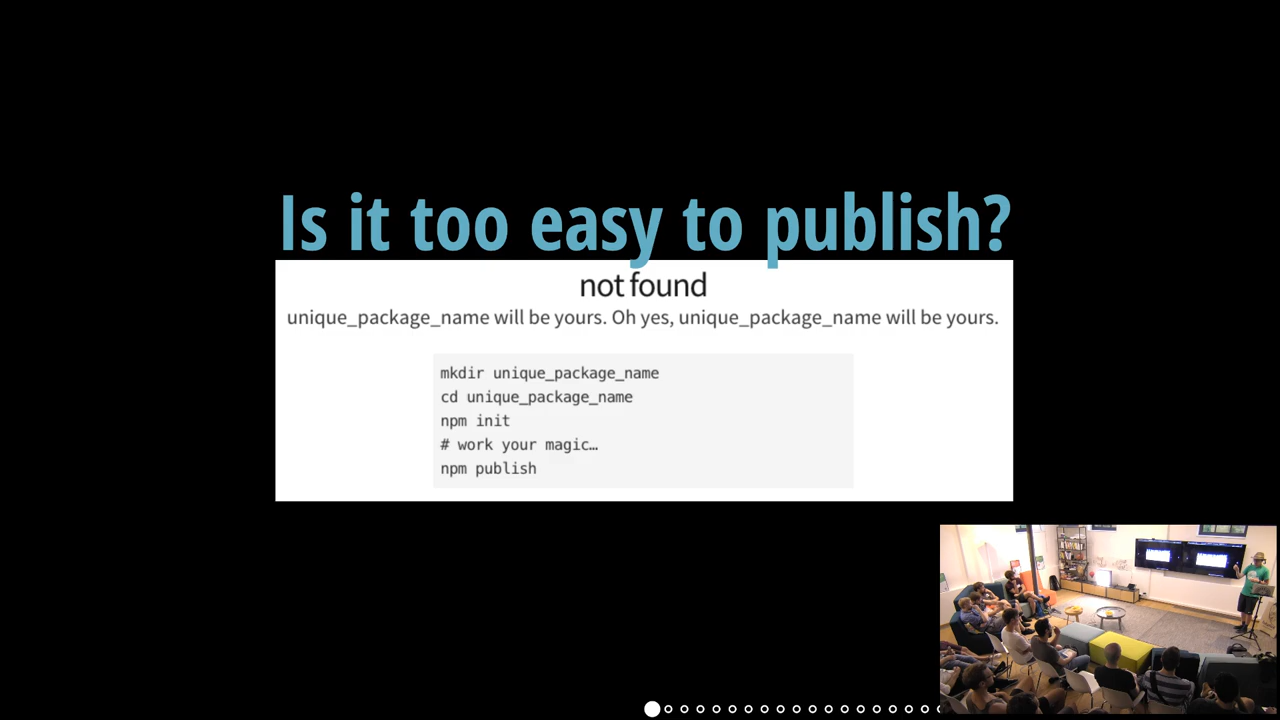 Is it too easy to publish?
not found
unique_package_name will be yours. Oh yes, unique_package_name will be yours.
mkdir unique_package_name
cd unique_package_name
npm init
# work your magic…
npm publish